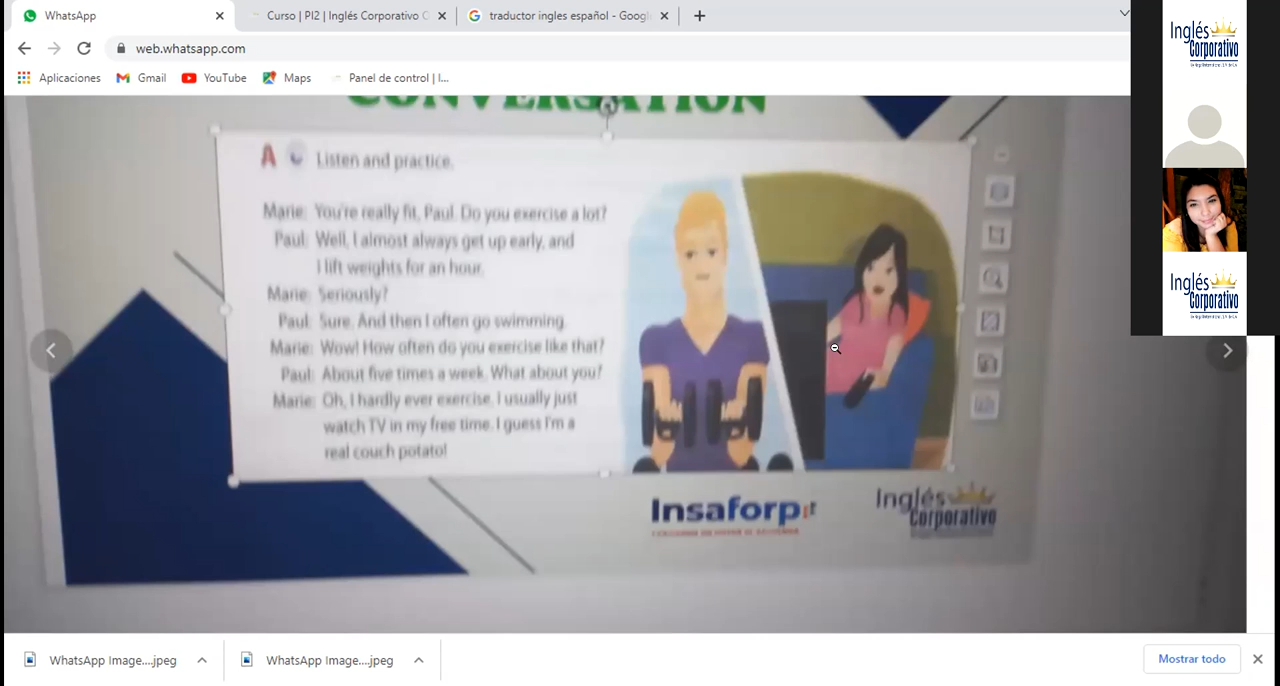 WhatsApp
Curso | PI2 | Inglés Corporativo C
traductor ingles español - Googl
web.whatsapp.com
Aplicaciones
Gmail
YouTube
Maps
Panel de control | I...
CONVERSATION
A Listen and practice.
Marie: You're really fit, Paul. Do you exercise a lot?
Paul: Well, I almost always get up early, and
I lift weights for an hour.
Marie: Seriously?
Paul: Sure. And then I often go swimming.
Marie: Wow! How often do you exercise like that?
Paul: About five times a week. What about you?
Marie: Oh, I hardly ever exercise. I usually just
watch TV in my free time. I guess I'm a
real couch potato!
Insaforp
Inglés
Corporativo
Inglés
Corporativo
Inglés
Corporativo
WhatsApp Image....jpeg
WhatsApp Image....jpeg
Mostrar todo